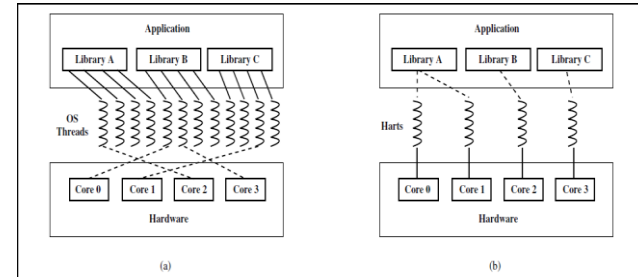 Application
Library A Library B Library C
OS
Threads
Core 0 Core 1 Core 2 Core 3
Hardware
(a)
Application
Library A Library B Library C
Harts
Core 0 Core 1 Core 2 Core 3
Hardware
(b)